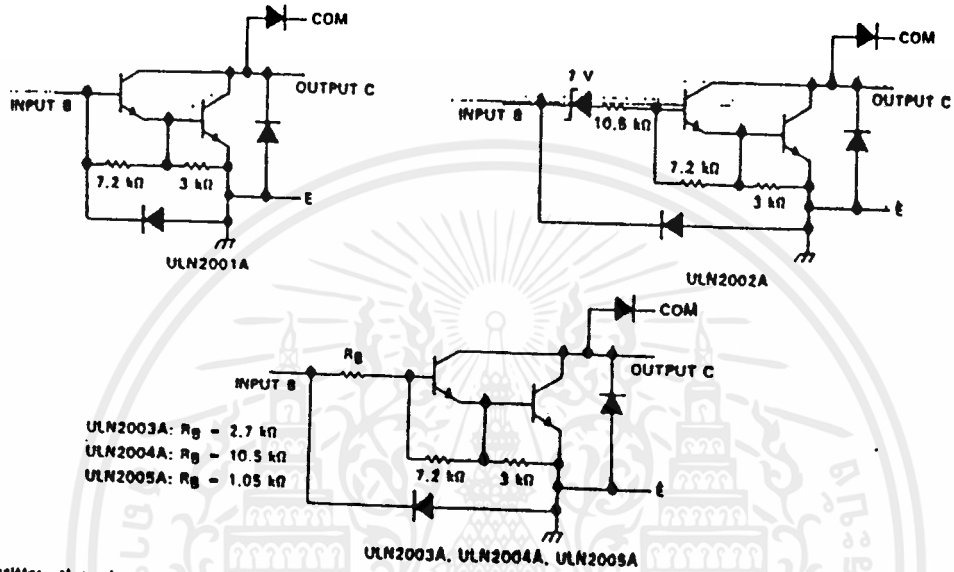 COM
INPUT B
OUTPUT C
7.2 kΩ
3 kΩ
E
ULN2001A
COM
7 V
INPUT B
10.5 kΩ
OUTPUT C
7.2 kΩ
3 kΩ
E
ULN2002A
COM
RB
INPUT B
OUTPUT C
ULN2003A: RB = 2.7 kΩ
ULN2004A: RB = 10.5 kΩ
ULN2005A: RB = 1.05 kΩ
7.2 kΩ
3 kΩ
E
ULN2003A, ULN2004A, ULN2005A